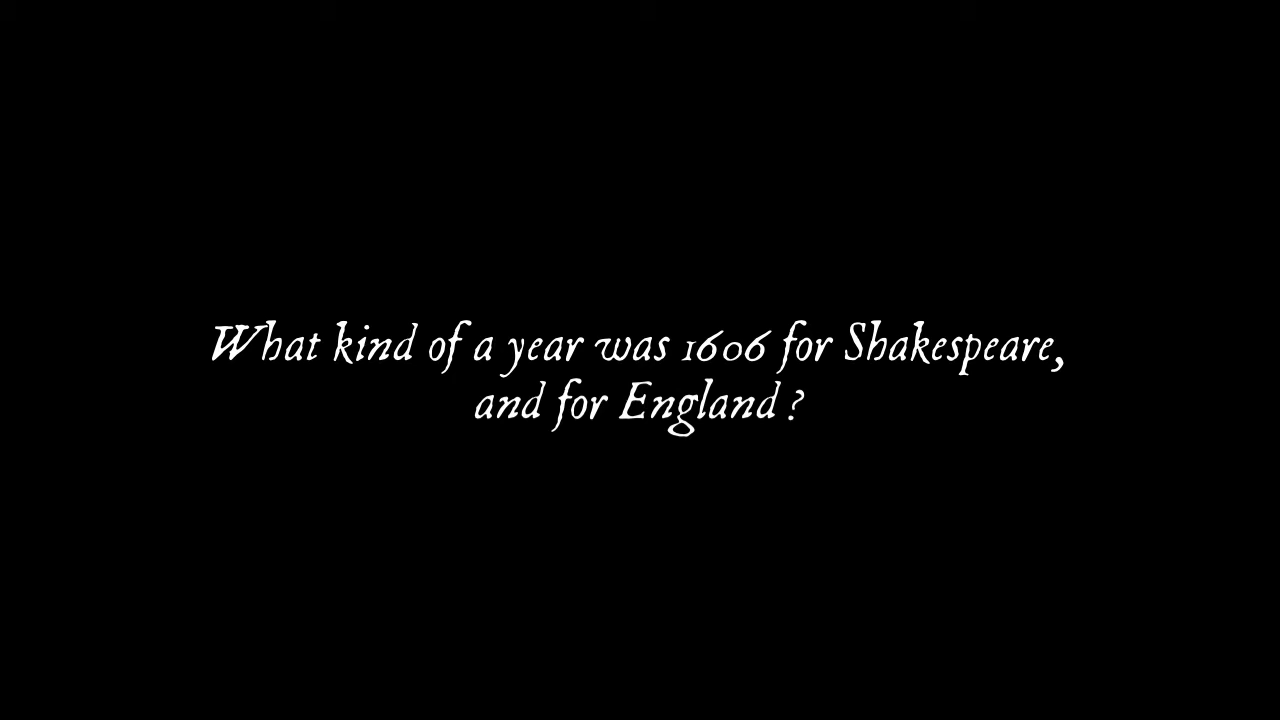 What kind of a year was 1606 for Shakespeare,
and for England ?